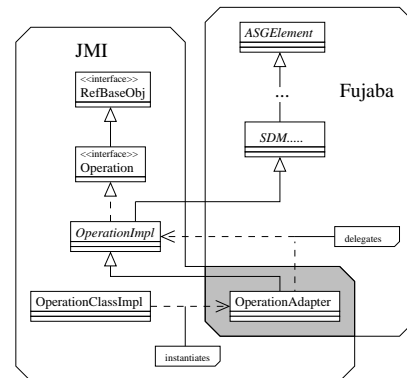 JMI
<<interface>>
RefBaseObj
<<interface>>
Operation
OperationImpl
OperationClassImpl
instantiates
ASGElement
...
Fujaba
SDM.....
delegates
OperationAdapter